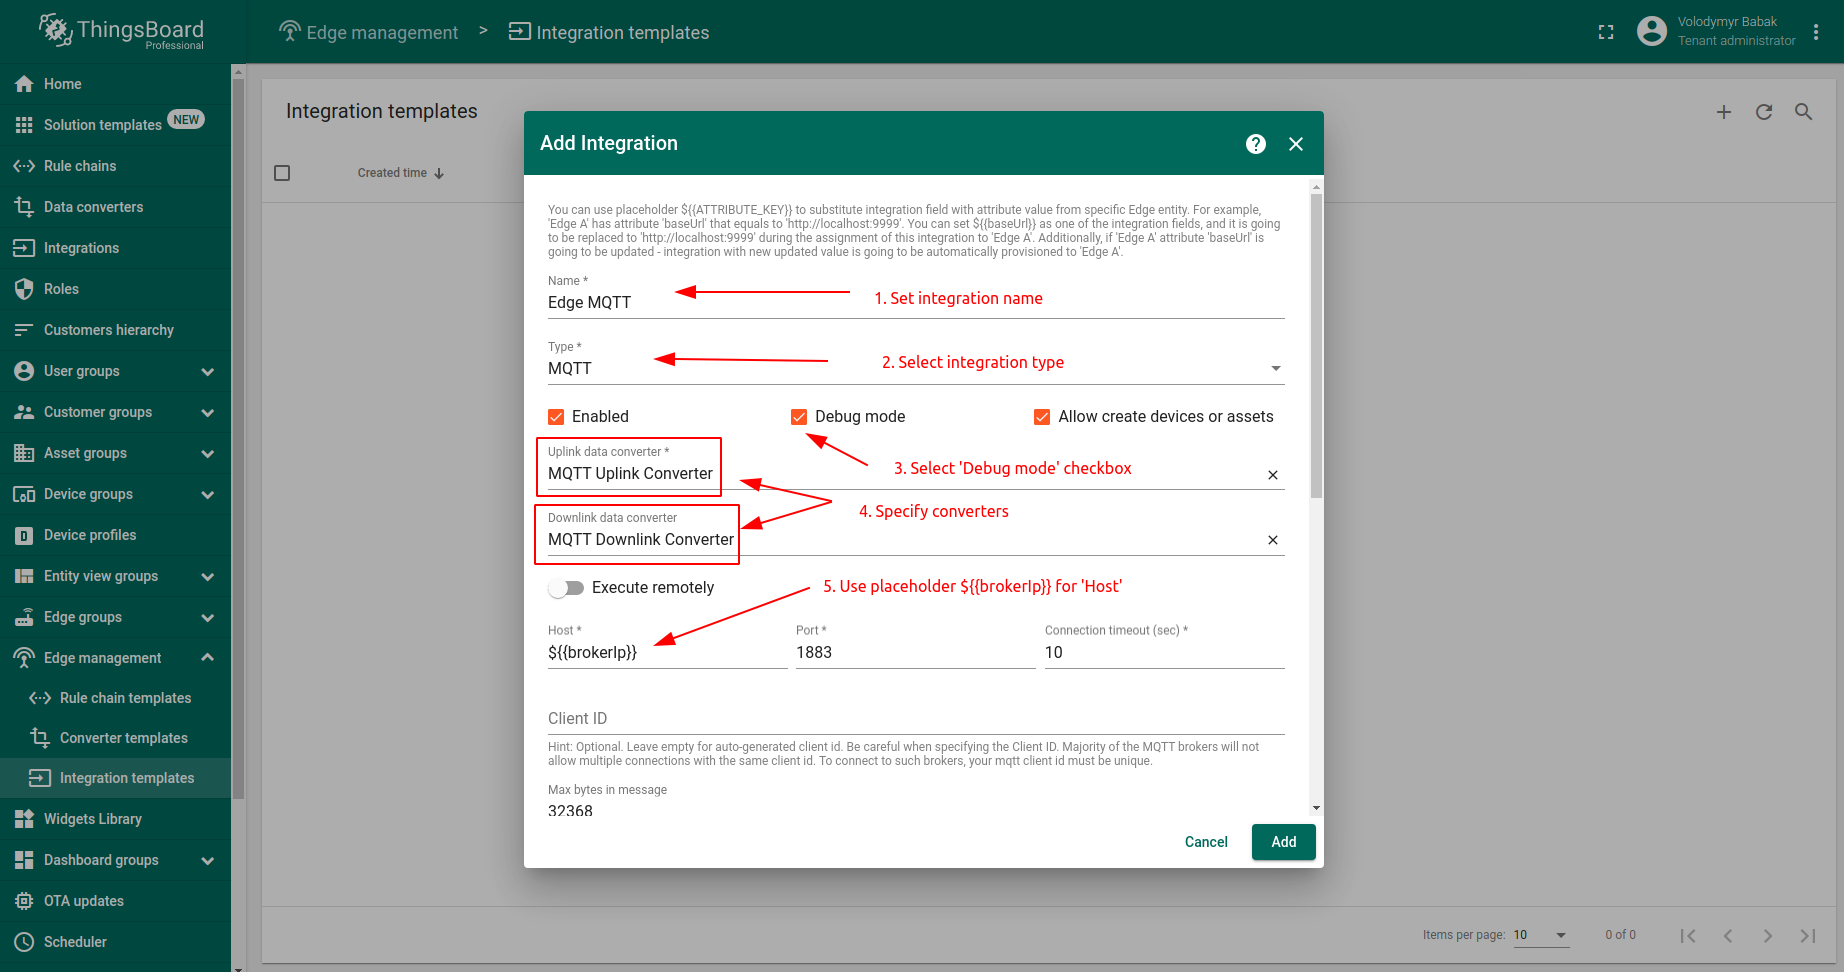 ThingsBoard
Professional
Edge management > Integration templates
Volodymyr Babak
Tenant administrator
Home
Solution templates NEW
Rule chains
Data converters
Integrations
Roles
Customers hierarchy
User groups
Customer groups
Asset groups
Device groups
Device profiles
Entity view groups
Edge groups
Edge management
Rule chain templates
Converter templates
Integration templates
Widgets Library
Dashboard groups
OTA updates
Scheduler
Integration templates
Created time
Add Integration
You can use placeholder ${{ATTRIBUTE_KEY}} to substitute integration field with attribute value from specific Edge entity. For example,
'Edge A' has attribute 'baseUrl' that equals to 'http://localhost:9999'. You can set ${{baseUrl}} as one of the integration fields, and it is going
to be replaced to 'http://localhost:9999' during the assignment of this integration to 'Edge A'. Additionally, if 'Edge A' attribute 'baseUrl' is
going to be updated - integration with new updated value is going to be automatically provisioned to 'Edge A'.
Name *
Edge MQTT
1. Set integration name
Type *
MQTT
2. Select integration type
Enabled
Debug mode
Allow create devices or assets
Uplink data converter *
MQTT Uplink Converter
3. Select 'Debug mode' checkbox
4. Specify converters
Downlink data converter
MQTT Downlink Converter
Execute remotely
5. Use placeholder ${{brokerIp}} for 'Host'
Host *
${{brokerIp}}
Port *
1883
Connection timeout (sec) *
10
Client ID
Hint: Optional. Leave empty for auto-generated client id. Be careful when specifying the Client ID. Majority of the MQTT brokers will not
allow multiple connections with the same client id. To connect to such brokers, your mqtt client id must be unique.
Max bytes in message
32368
Cancel
Add
Items per page: 10
0 of 0